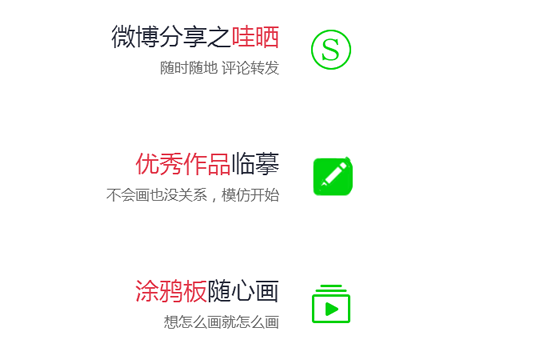 微博分享之哇晒
随时随地 评论转发
S
优秀作品临摹
不会画也没关系，模仿开始
涂鸦板随心画
想怎么画就怎么画